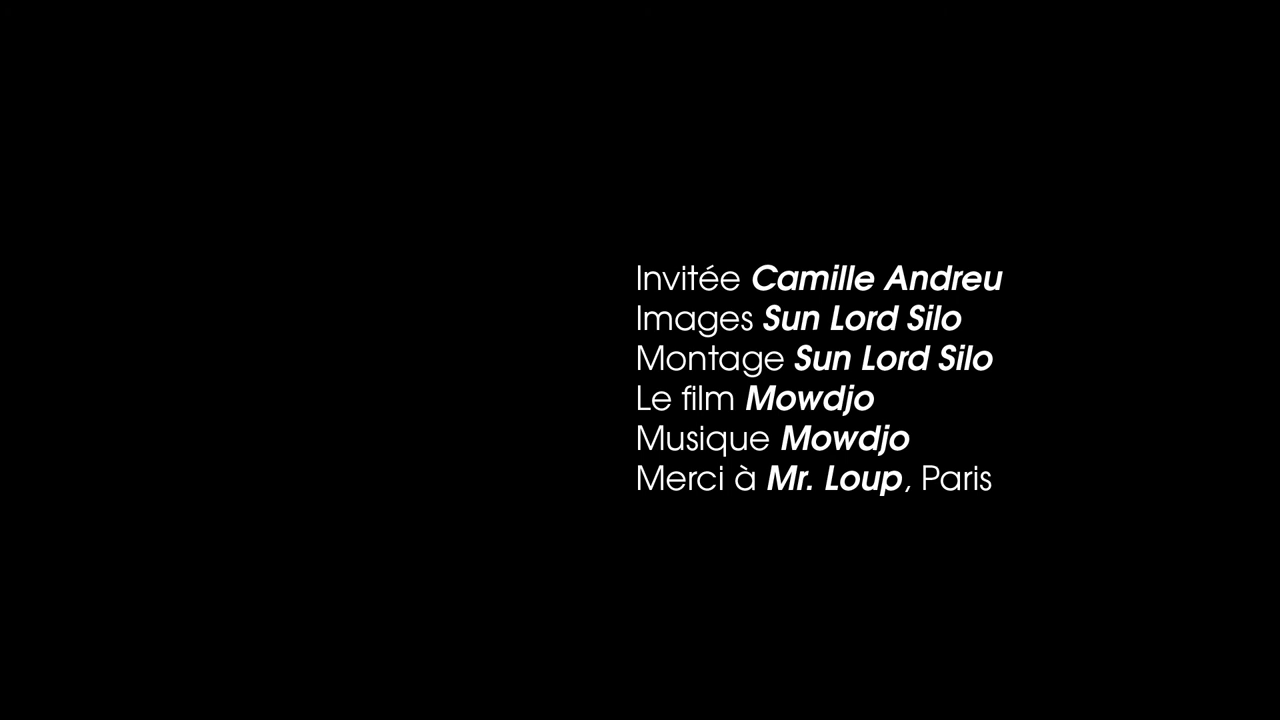 Invitée Camille Andreu
Images Sun Lord Silo
Montage Sun Lord Silo
Le film Mowdjo
Musique Mowdjo
Merci à Mr. Loup, Paris